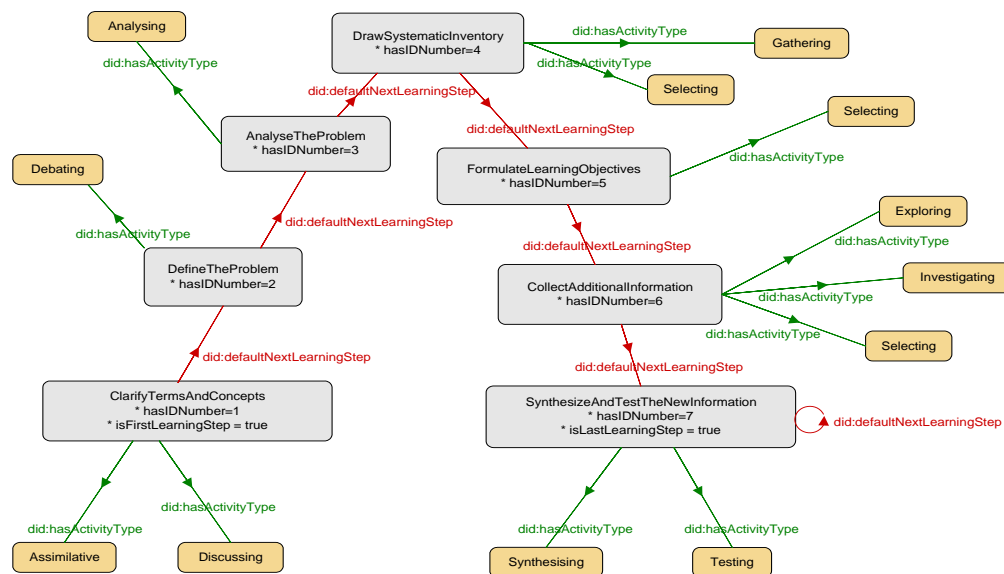 Analysing
did:hasActivityType
DrawSystematicInventory
* hasIDNumber=4
did:hasActivityType
Gathering
did:hasActivityType
Selecting
did:defaultNextLearningStep
AnalyseTheProblem
* hasIDNumber=3
did:defaultNextLearningStep
Selecting
did:hasActivityType
Debating
FormulateLearningObjectives
* hasIDNumber=5
did:defaultNextLearningStep
did:hasActivityType
Exploring
did:hasActivityType
did:defaultNextLearningStep
DefineTheProblem
* hasIDNumber=2
CollectAdditionalInformation
* hasIDNumber=6
Investigating
did:hasActivityType
did:hasActivityType
Selecting
did:defaultNextLearningStep
did:defaultNextLearningStep
ClarifyTermsAndConcepts
* hasIDNumber=1
* isFirstLearningStep = true
SynthesizeAndTestTheNewInformation
* hasIDNumber=7
* isLastLearningStep = true
did:defaultNextLearningStep
did:hasActivityType
did:hasActivityType
did:hasActivityType
did:hasActivityType
Assimilative
Discussing
Synthesising
Testing